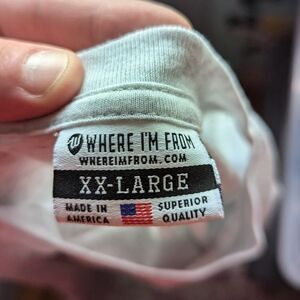 W WHERE I'M FROM
WHEREIMFROM.COM
XX-LARGE
MADE IN AMERICA
SUPERIOR QUALITY